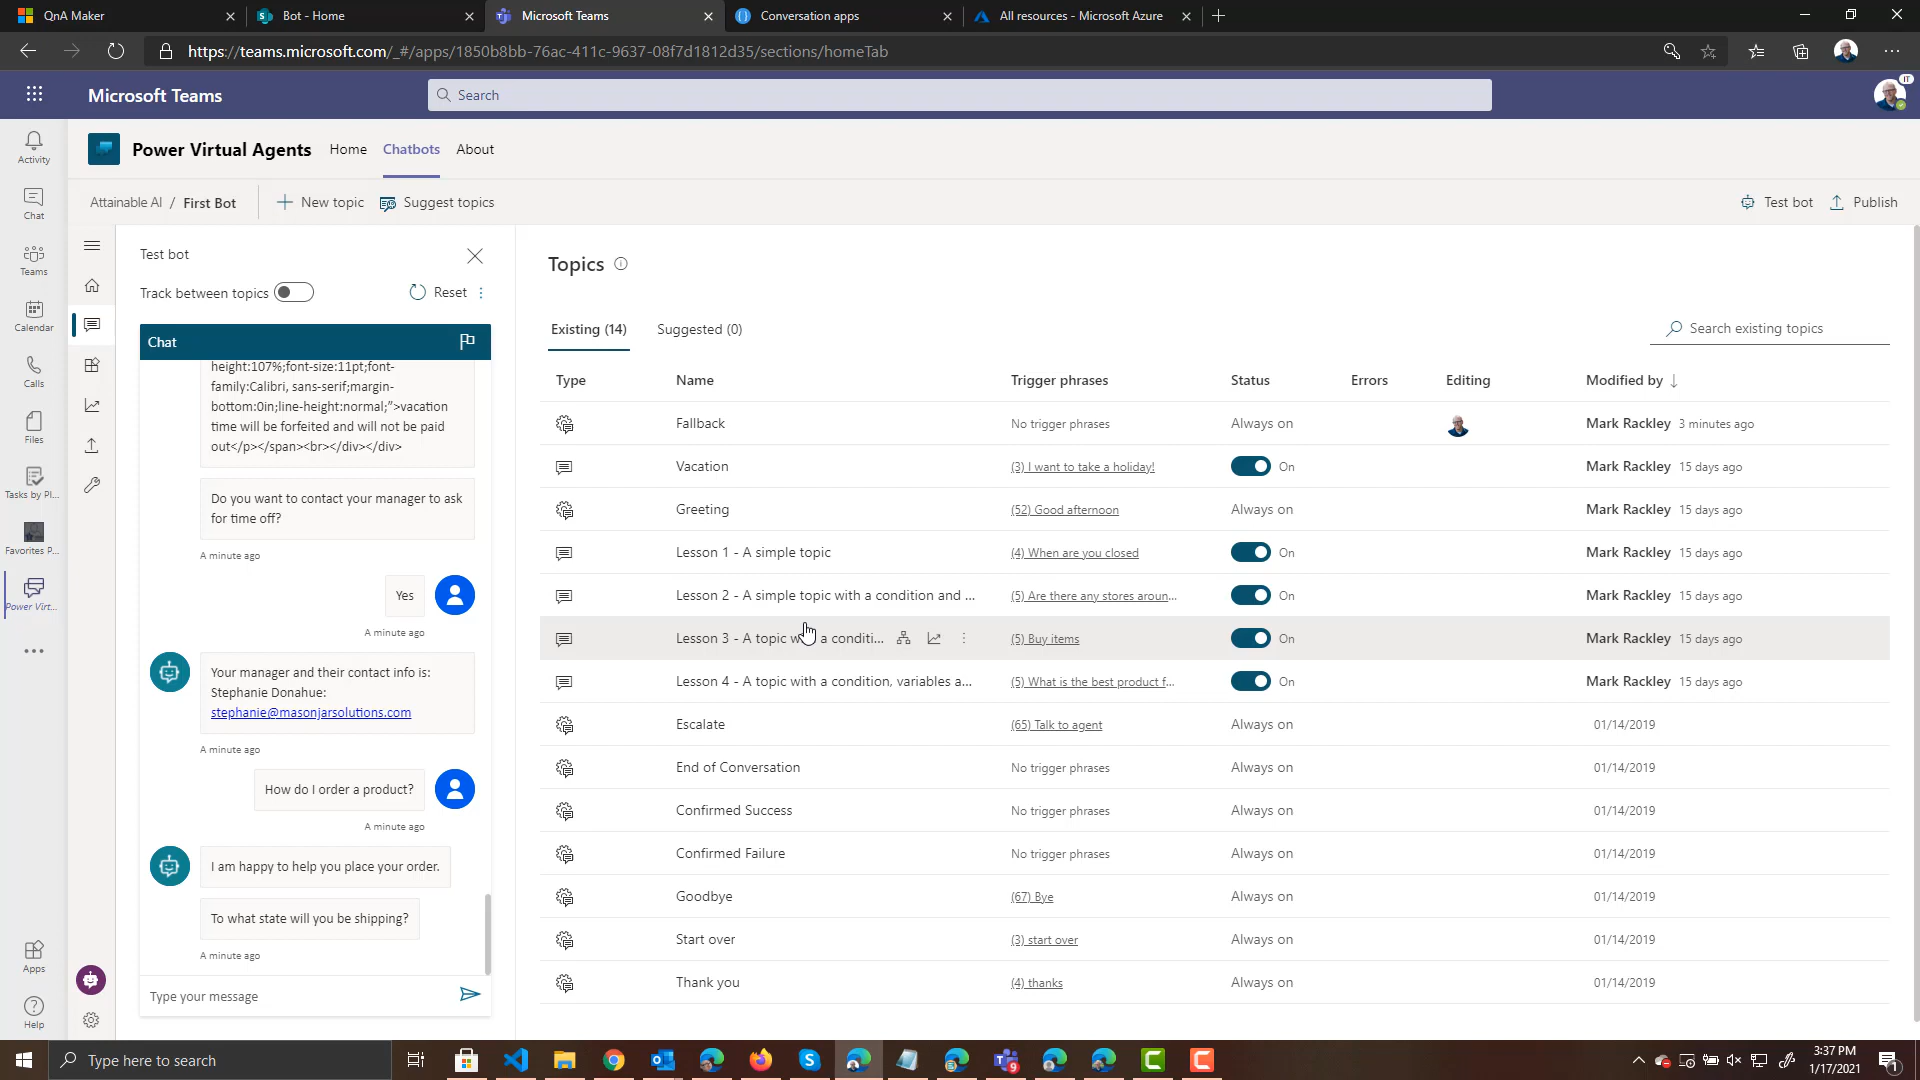 QnA Maker
Bot - Home
Microsoft Teams
Conversation apps
All resources - Microsoft Azure
https://teams.microsoft.com/_#/apps/1850b8bb-76ac-411c-9637-08f7d1812d35/sections/homeTab
Microsoft Teams
Search
IT
Activity
Chat
Teams
Calendar
Calls
Files
Tasks by Pl...
Favorites P...
Power Virt...
Apps
Help
Power Virtual Agents
Home
Chatbots
About
Attainable AI / First Bot
New topic
Suggest topics
Test bot
Publish
Test bot
Track between topics
Reset
Chat
height:107%;font-size:11pt;font-
family:Calibri, sans-serif;margin-
bottom:0in;line-height:normal;">vacation
time will be forfeited and will not be paid
out</p></span><br></div></div>
Do you want to contact your manager to ask
for time off?
A minute ago
Yes
A minute ago
Your manager and their contact info is:
Stephanie Donahue:
stephanie@masonjarsolutions.com
A minute ago
How do I order a product?
A minute ago
I am happy to help you place your order.
To what state will you be shipping?
A minute ago
Type your message
Topics
Existing (14)
Suggested (0)
Search existing topics
Type Name Trigger phrases Status Errors Editing Modified by
Fallback No trigger phrases Always on Mark Rackley 3 minutes ago
Vacation (3) I want to take a holiday! On Mark Rackley 15 days ago
Greeting (52) Good afternoon Always on Mark Rackley 15 days ago
Lesson 1 - A simple topic (4) When are you closed On Mark Rackley 15 days ago
Lesson 2 - A simple topic with a condition and ... (5) Are there any stores aroun... On Mark Rackley 15 days ago
Lesson 3 - A topic with a conditi... (5) Buy items On Mark Rackley 15 days ago
Lesson 4 - A topic with a condition, variables a... (5) What is the best product f... On Mark Rackley 15 days ago
Escalate (65) Talk to agent Always on 01/14/2019
End of Conversation No trigger phrases Always on 01/14/2019
Confirmed Success No trigger phrases Always on 01/14/2019
Confirmed Failure No trigger phrases Always on 01/14/2019
Goodbye (67) Bye Always on 01/14/2019
Start over (3) start over Always on 01/14/2019
Thank you (4) thanks Always on 01/14/2019
Type here to search
9
3:37 PM
1/17/2021
1